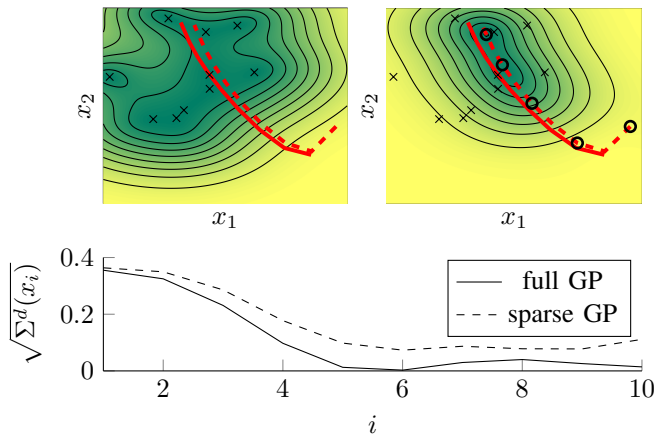 x₂
x₂
x₁
x₁
√Σᵈ(xᵢ)
0.4
0.2
0
full GP
sparse GP
2
4
6
8
10
i